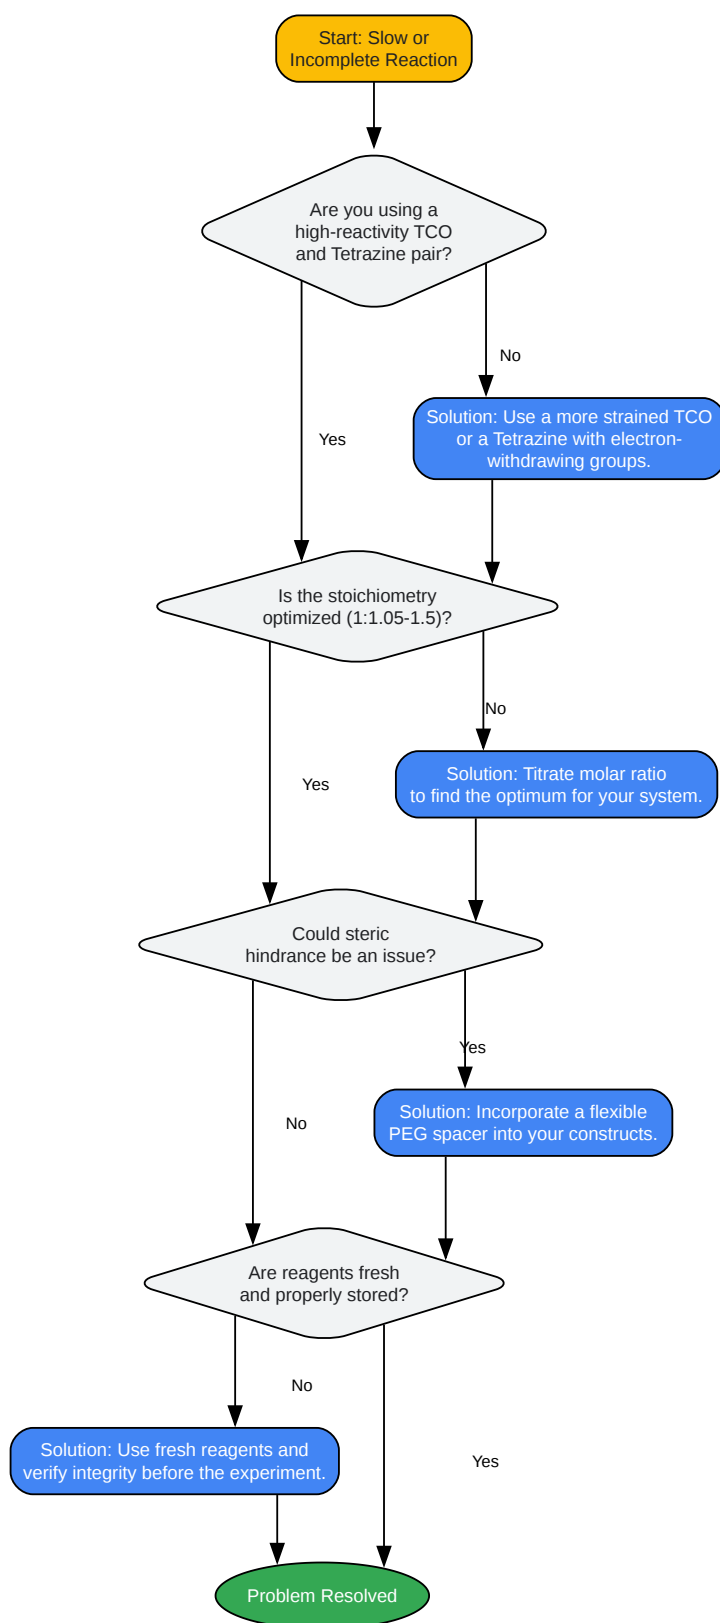 Start: Slow or
Incomplete Reaction
Are you using a
high-reactivity TCO
and Tetrazine pair?
No
Solution: Use a more strained TCO
or a Tetrazine with electron-
withdrawing groups.
Yes
Is the stoichiometry
optimized (1:1.05-1.5)?
No
Solution: Titrate molar ratio
to find the optimum for your system.
Yes
Could steric
hindrance be an issue?
Yes
Solution: Incorporate a flexible
PEG spacer into your constructs.
No
Are reagents fresh
and properly stored?
No
Solution: Use fresh reagents and
verify integrity before the experiment.
Yes
Problem Resolved